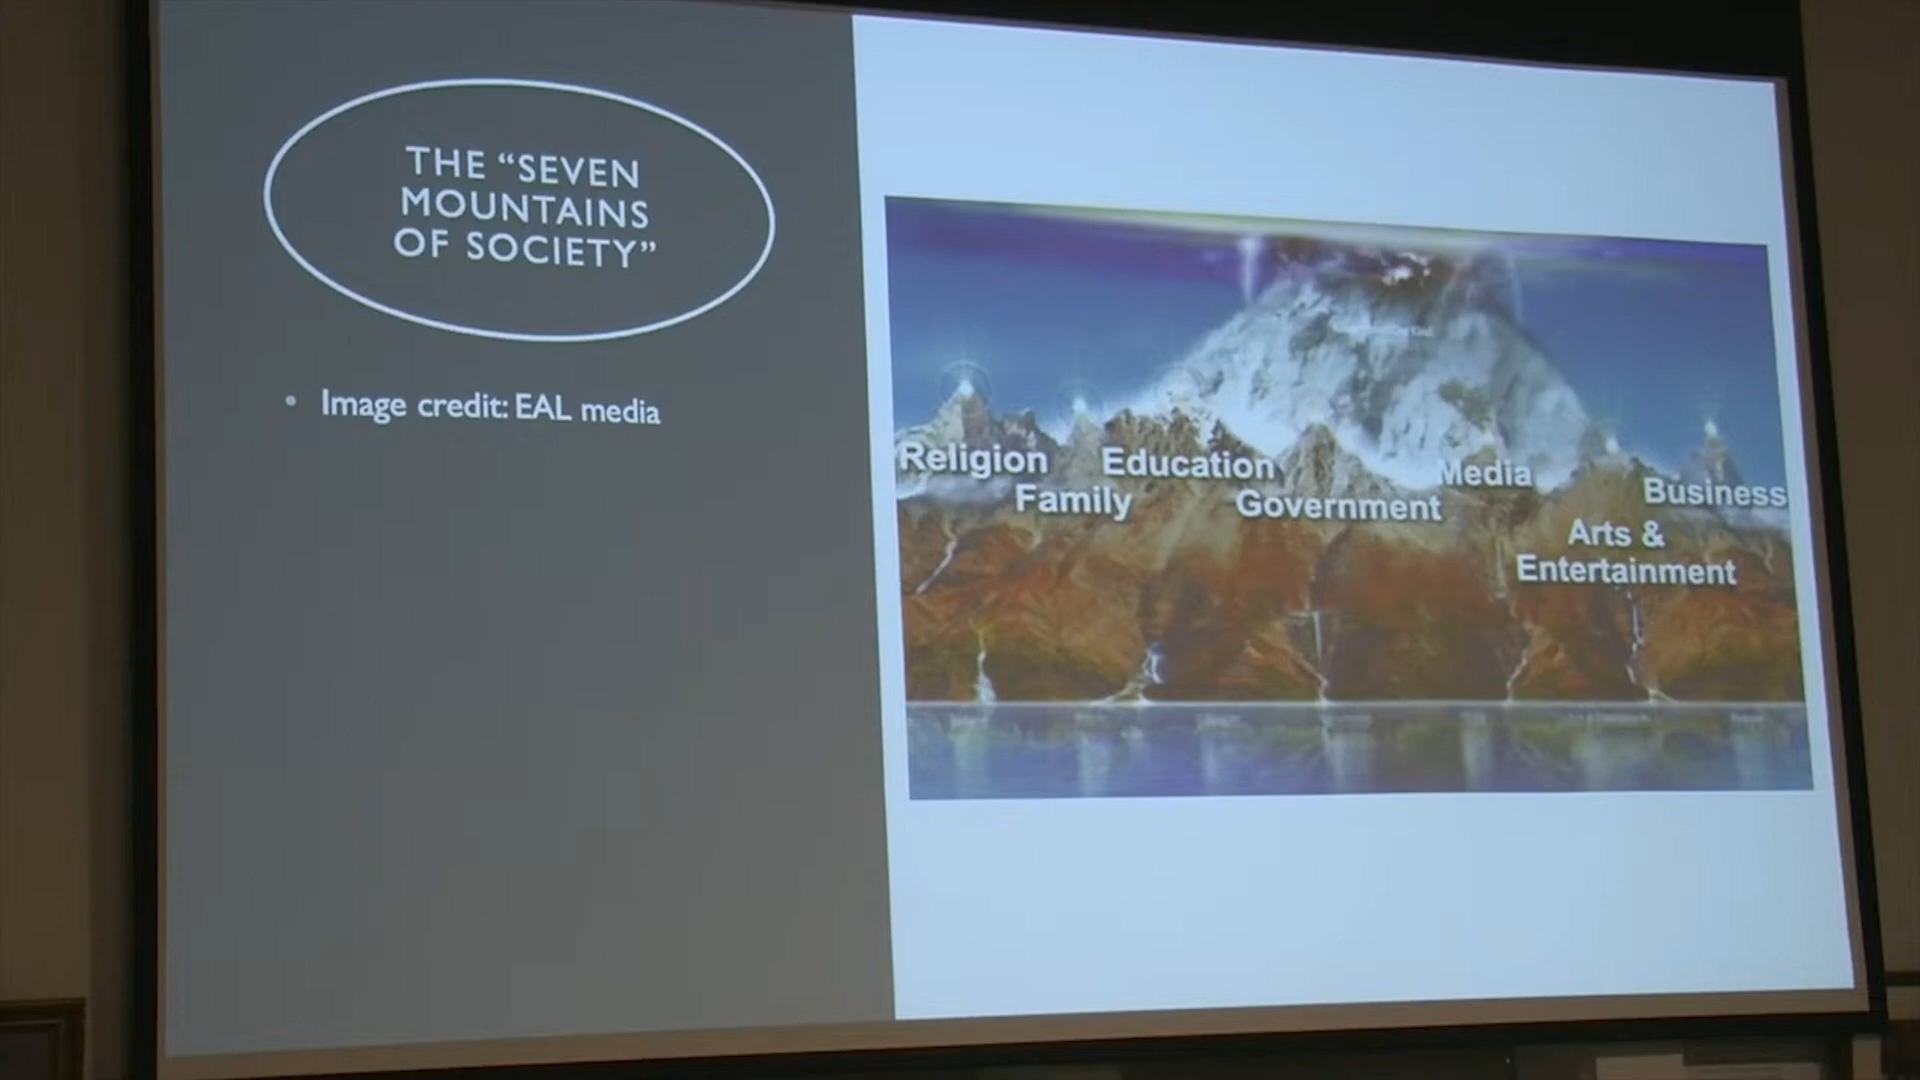 THE “SEVEN
MOUNTAINS
OF SOCIETY”
• Image credit: EAL media
Religion
Family
Education
Government
Media
Arts &
Entertainment
Business